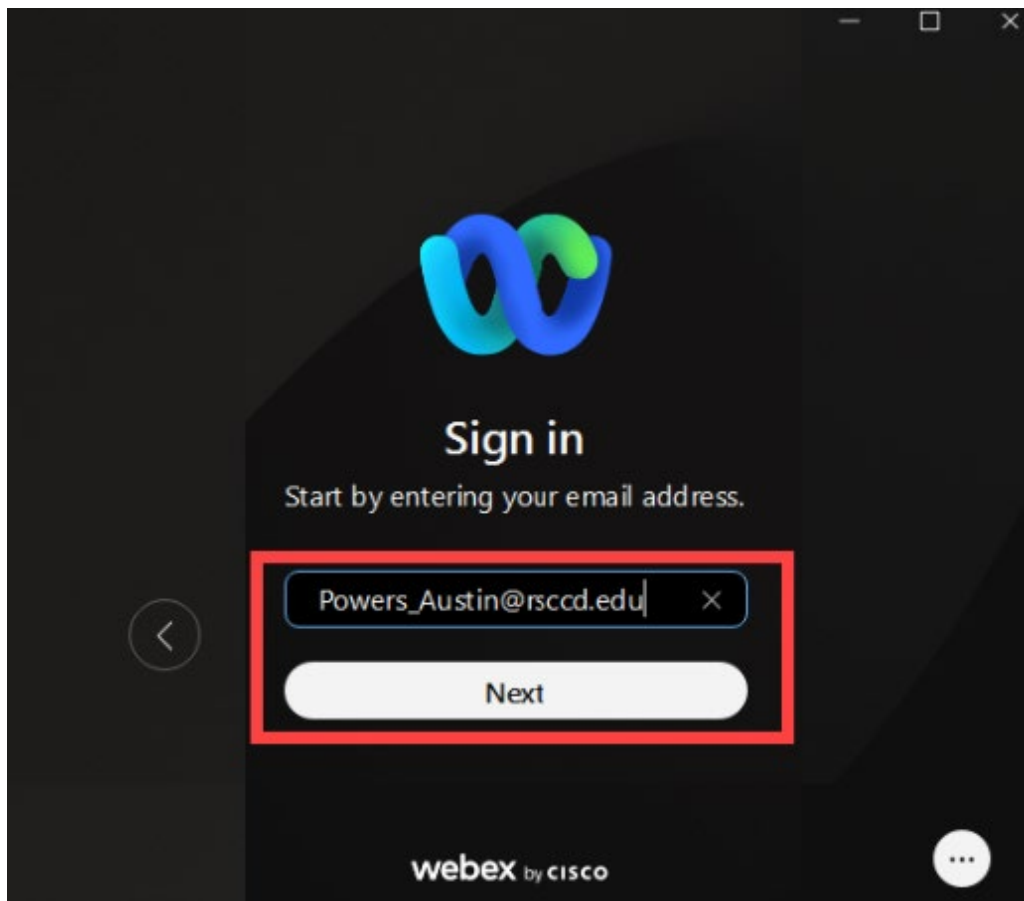 Sign in
Start by entering your email address.
Powers_Austin@rsccd.edu
Next
webex by CISCO